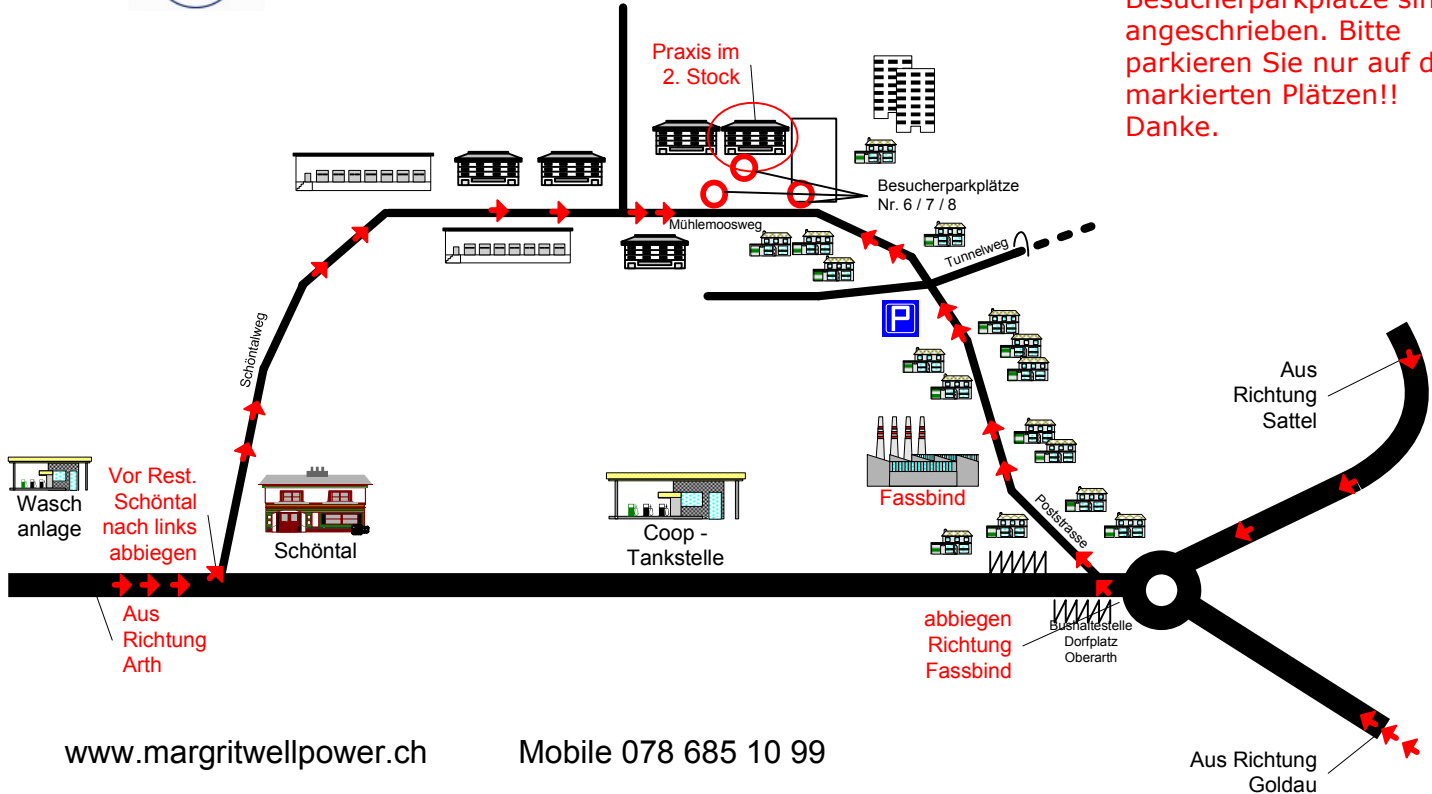 Besucherparkplätze
angeschrieben. Bitte
parkieren Sie nur auf
markierten Plätzen!!
Danke.
Praxis im
2. Stock
Besucherparkplätze
Nr. 6 / 7 / 8
Mühlemoosweg
Tunnelweg
Schöntalweg
P
Aus
Richtung
Sattel
Wasch
anlage
Vor Rest.
Schöntal
nach links
abbiegen
Schöntal
Coop -
Tankstelle
Fassbind
Poststrasse
Aus
Richtung
Arth
abbiegen
Richtung
Fassbind
Bushaltestelle
Dorfplatz
Oberarth
www.margritwellpower.ch Mobile 078 685 10 99
Aus Richtung
Goldau